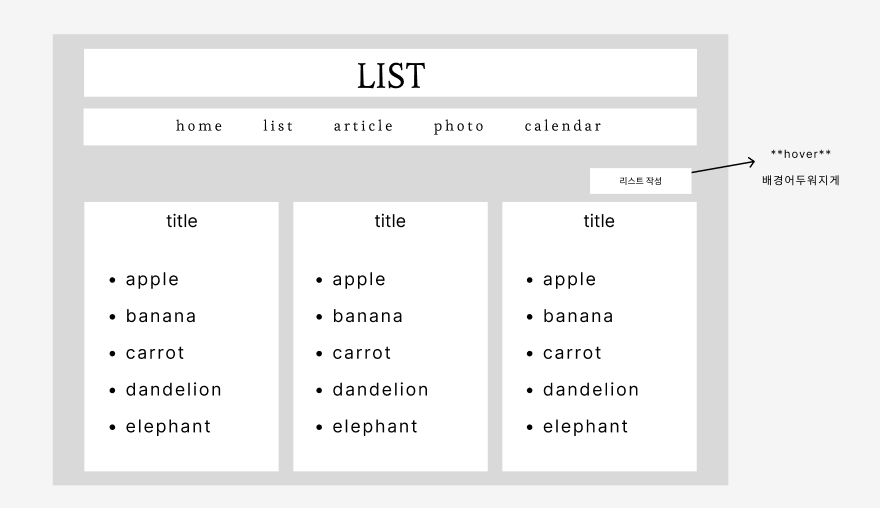 LIST
home list article photo calendar
**hover**
리스트 작성
배경어두워지게
title
• apple
• banana
• carrot
• dandelion
• elephant
title
• apple
• banana
• carrot
• dandelion
• elephant
title
• apple
• banana
• carrot
• dandelion
• elephant